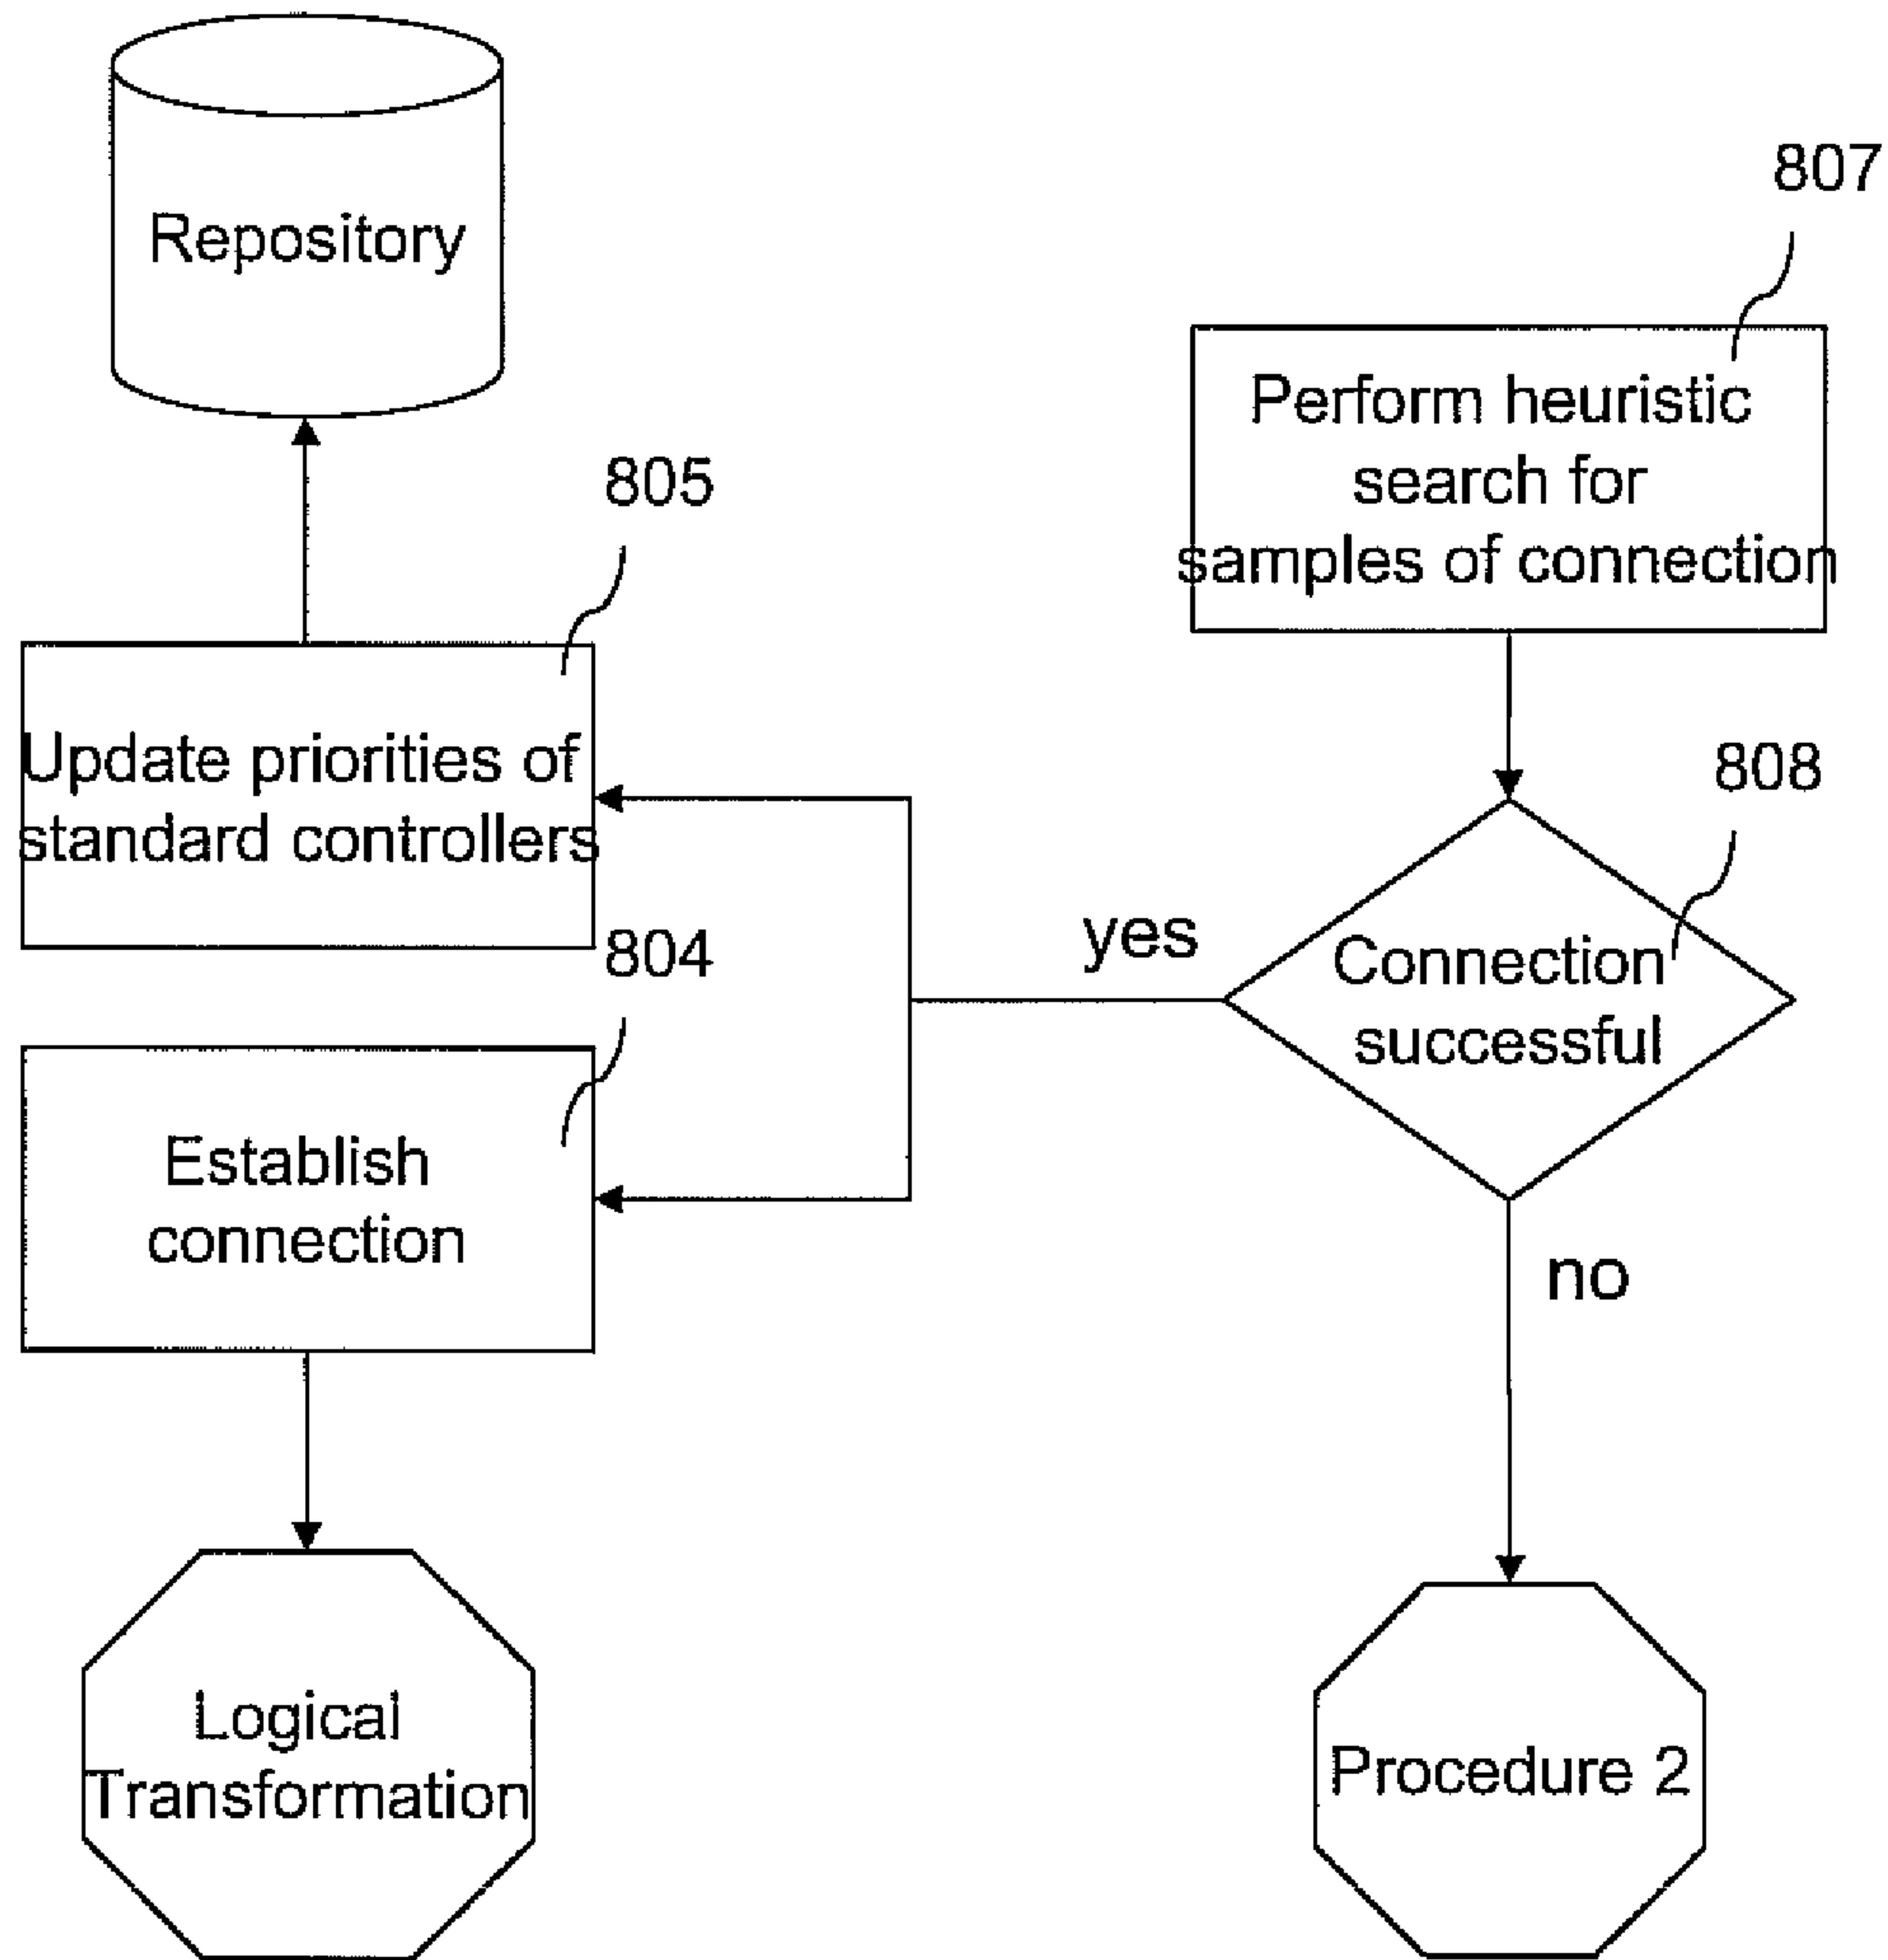 Repository
807
Perform heuristic
search for
samples of connection
805
Update priorities of
standard controllers
808
804
yes
Connection
successful
Establish
connection
no
Logical
Transformation
Procedure 2